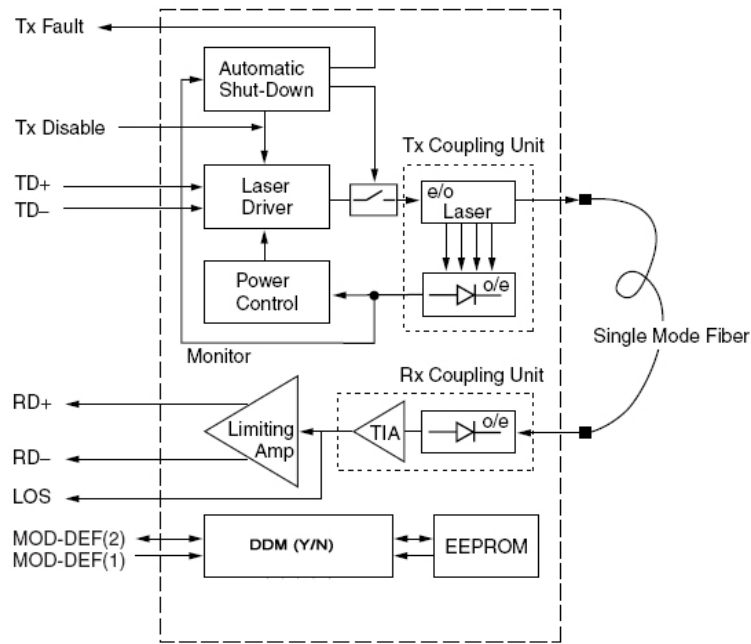 Tx Fault
Automatic
Shut-Down
Tx Disable
Tx Coupling Unit
TD+
TD–
Laser
Driver
e/o
Laser
Power
Control
o/e
Monitor
Single Mode Fiber
Rx Coupling Unit
RD+
RD–
LOS
Limiting
Amp
TIA
o/e
MOD-DEF(2)
MOD-DEF(1)
DDM (Y/N)
EEPROM